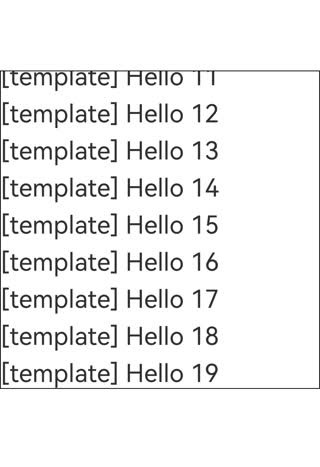 [template] Hello 11
[template] Hello 12
[template] Hello 13
[template] Hello 14
[template] Hello 15
[template] Hello 16
[template] Hello 17
[template] Hello 18
[template] Hello 19